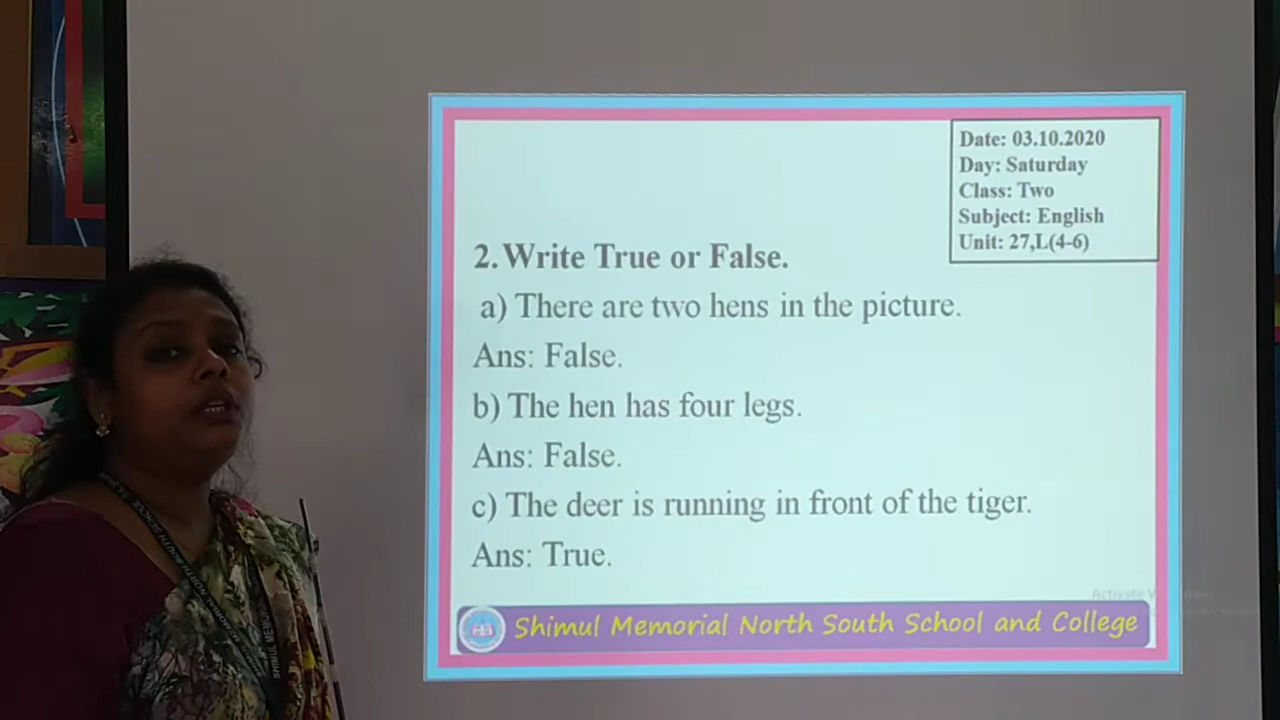 Date: 03.10.2020
Day: Saturday
Class: Two
Subject: English
Unit: 27,L(4-6)
2. Write True or False.
a) There are two hens in the picture.
Ans: False.
b) The hen has four legs.
Ans: False.
c) The deer is running in front of the tiger.
Ans: True.
Activate
Shimul Memorial North South School and College